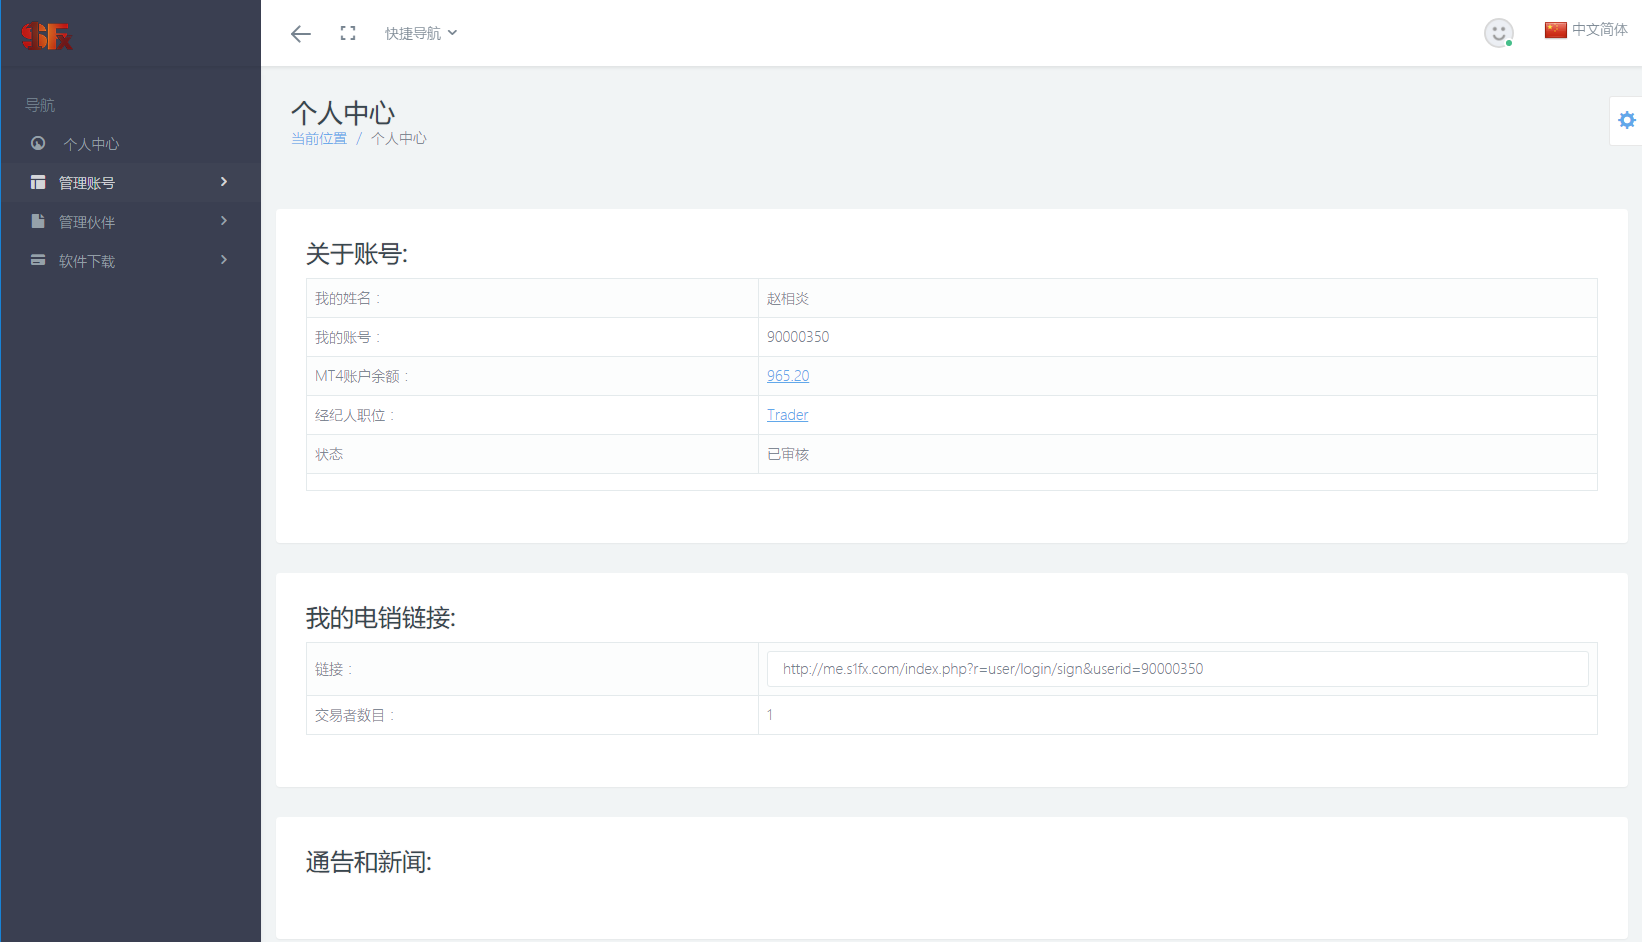 SFx
快捷导航
中文简体
导航
个人中心
管理账号
管理伙伴
软件下载
个人中心
当前位置 / 个人中心
关于账号:
我的姓名： 赵相炎
我的账号： 90000350
MT4账户余额： 965.20
经纪人职位： Trader
状态 已审核
我的电销链接:
链接： http://me.s1fx.com/index.php?r=user/login/sign&userid=90000350
交易者数目： 1
通告和新闻: